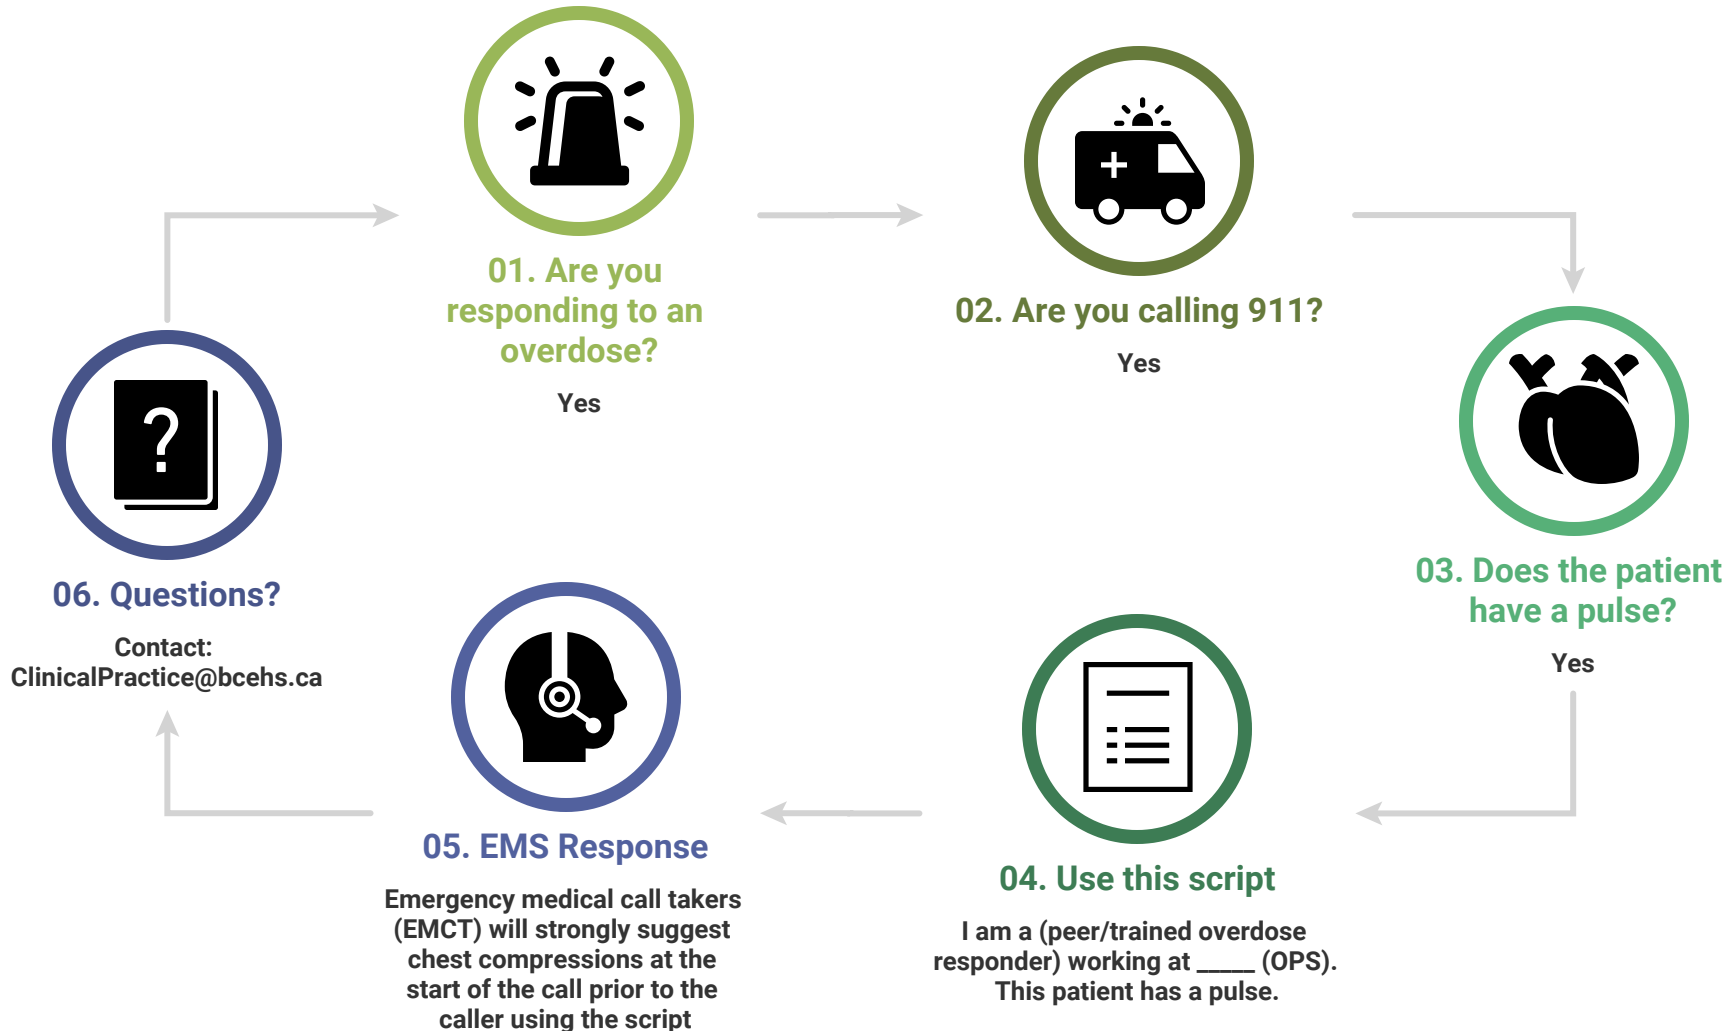 01. Are you
responding to an
overdose?
Yes
02. Are you calling 911?
Yes
03. Does the patient
have a pulse?
Yes
04. Use this script
I am a (peer/trained overdose
responder) working at _____ (OPS).
This patient has a pulse.
05. EMS Response
Emergency medical call takers
(EMCT) will strongly suggest
chest compressions at the
start of the call prior to the
caller using the script
?
06. Questions?
Contact:
ClinicalPractice@bcehs.ca